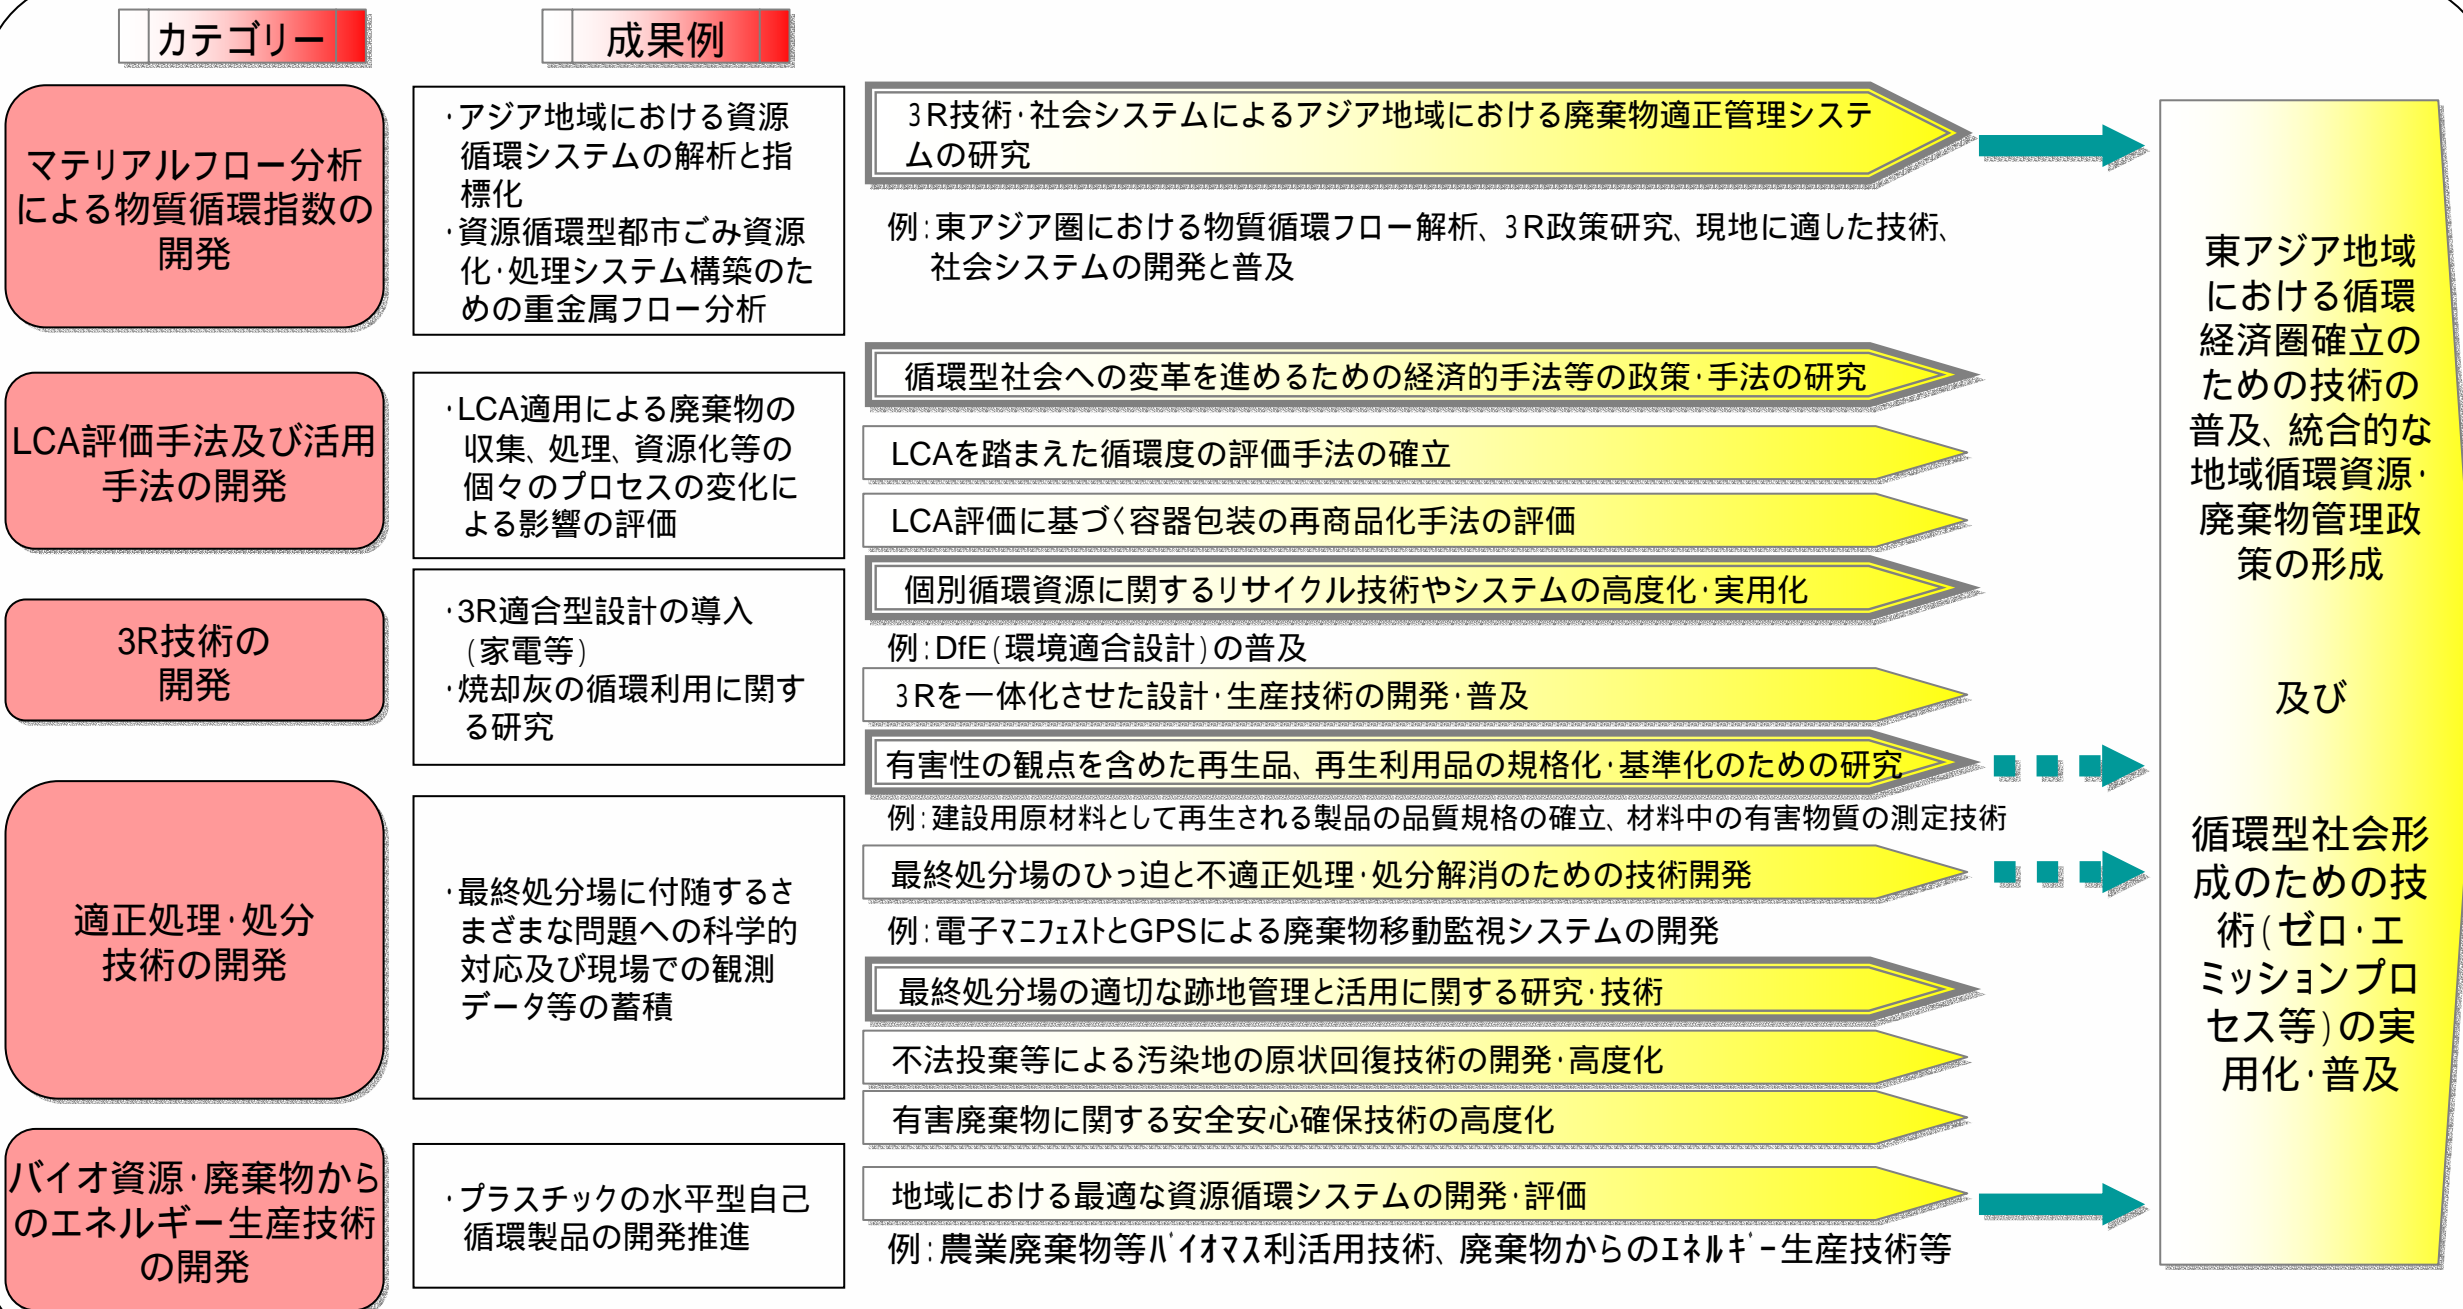 カテゴリー
成果例
マテリアルフロー分析
による物質循環指数の
開発
・アジア地域における資源
循環システムの解析と指
標化
・資源循環型都市ごみ資源
化・処理システム構築のた
めの重金属フロー分析
3R技術・社会システムによるアジア地域における廃棄物適正管理システ
ムの研究
例:東アジア圏における物質循環フロー解析、3R政策研究、現地に適した技術、
社会システムの開発と普及
LCA評価手法及び活用
手法の開発
・LCA適用による廃棄物の
収集、処理、資源化等の
個々のプロセスの変化に
よる影響の評価
循環型社会への変革を進めるための経済的手法等の政策・手法の研究
LCAを踏まえた循環度の評価手法の確立
LCA評価に基づく容器包装の再商品化手法の評価
3R技術の
開発
・3R適合型設計の導入
(家電等)
・焼却灰の循環利用に関す
る研究
個別循環資源に関するリサイクル技術やシステムの高度化・実用化
例:DfE(環境適合設計)の普及
3Rを一体化させた設計・生産技術の開発・普及
有害性の観点を含めた再生品、再生利用品の規格化・基準化のための研究
例:建設用原材料として再生される製品の品質規格の確立、材料中の有害物質の測定技術
適正処理・処分
技術の開発
・最終処分場に付随するさ
まざまな問題への科学的
対応及び現場での観測
データ等の蓄積
最終処分場のひっ迫と不適正処理・処分解消のための技術開発
例:電子ﾏﾆﾌｪｽﾄとGPSによる廃棄物移動監視システムの開発
最終処分場の適切な跡地管理と活用に関する研究・技術
不法投棄等による汚染地の原状回復技術の開発・高度化
有害廃棄物に関する安全安心確保技術の高度化
バイオ資源・廃棄物から
のエネルギー生産技術
の開発
・プラスチックの水平型自己
循環製品の開発推進
地域における最適な資源循環システムの開発・評価
例:農業廃棄物等ﾊﾞｲｵﾏｽ利活用技術、廃棄物からのｴﾈﾙｷﾞｰ生産技術等
東アジア地域
における循環
経済圏確立の
ための技術の
普及、統合的な
地域循環資源・
廃棄物管理政
策の形成
及び
循環型社会形
成のための技
術(ゼロ・エ
ミッションプロ
セス等)の実
用化・普及